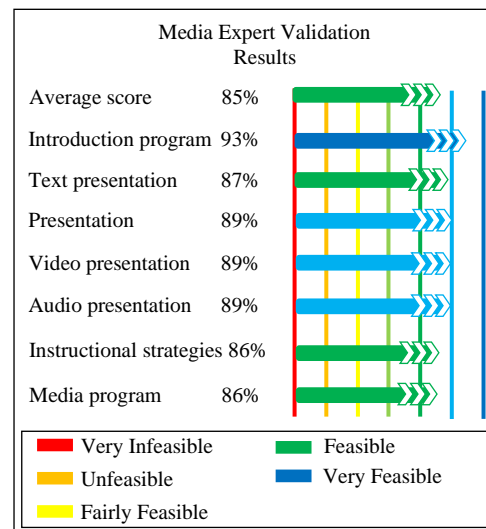 Media Expert Validation
Results
Average score 85%
Introduction program 93%
Text presentation 87%
Presentation 89%
Video presentation 89%
Audio presentation 89%
Instructional strategies 86%
Media program 86%
Very Infeasible Feasible
Unfeasible Very Feasible
Fairly Feasible